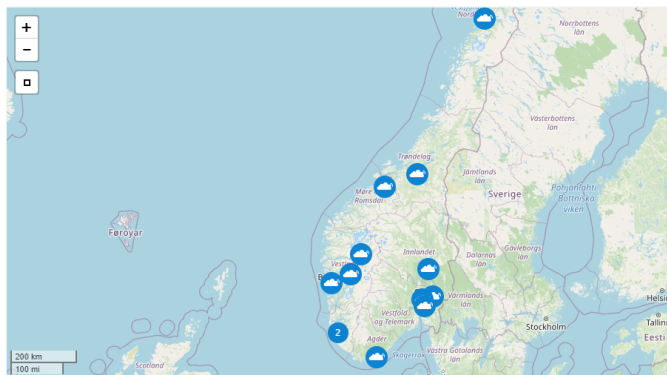 +
−
Nord
Norrbottens
län
Västerbottens
län
Trøndelag
Jämtlands
län
Møre
Romsdal
Sverige
Pohjanlahti
Bottniska
viken
Føroyar
Innlandet
Dalarnas
län
Gävleborgs
län
Vestl
B
Värmlands
län
Helsi
Vestfold
og Telemark
Stockholm
Tallin
2
Eesti
Agder
Skagerrak
Västra Götalands
län
200 km
100 mi
Scotland